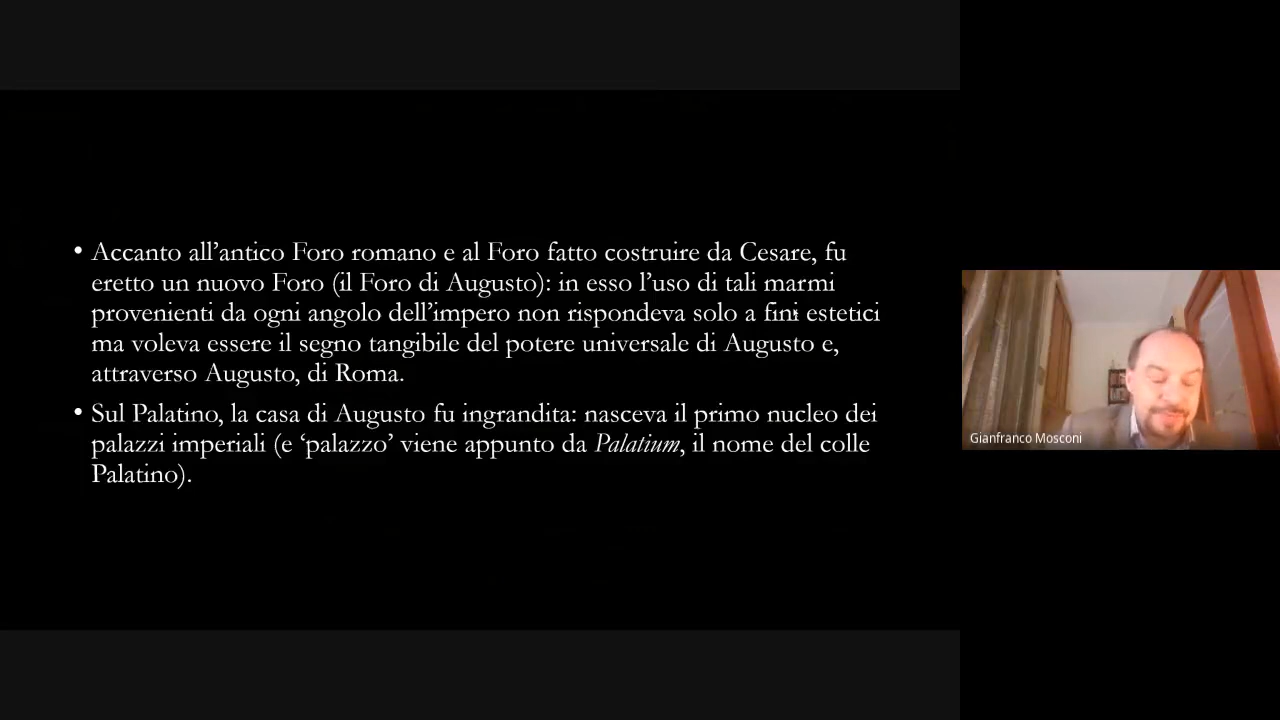 • Accanto all’antico Foro romano e al Foro fatto costruire da Cesare, fu
eretto un nuovo Foro (il Foro di Augusto): in esso l’uso di tali marmi
provenienti da ogni angolo dell’impero non rispondeva solo a fini estetici
ma voleva essere il segno tangibile del potere universale di Augusto e,
attraverso Augusto, di Roma.
• Sul Palatino, la casa di Augusto fu ingrandita: nasceva il primo nucleo dei
palazzi imperiali (e ‘palazzo’ viene appunto da Palatium, il nome del colle
Palatino).
Gianfranco Mosconi